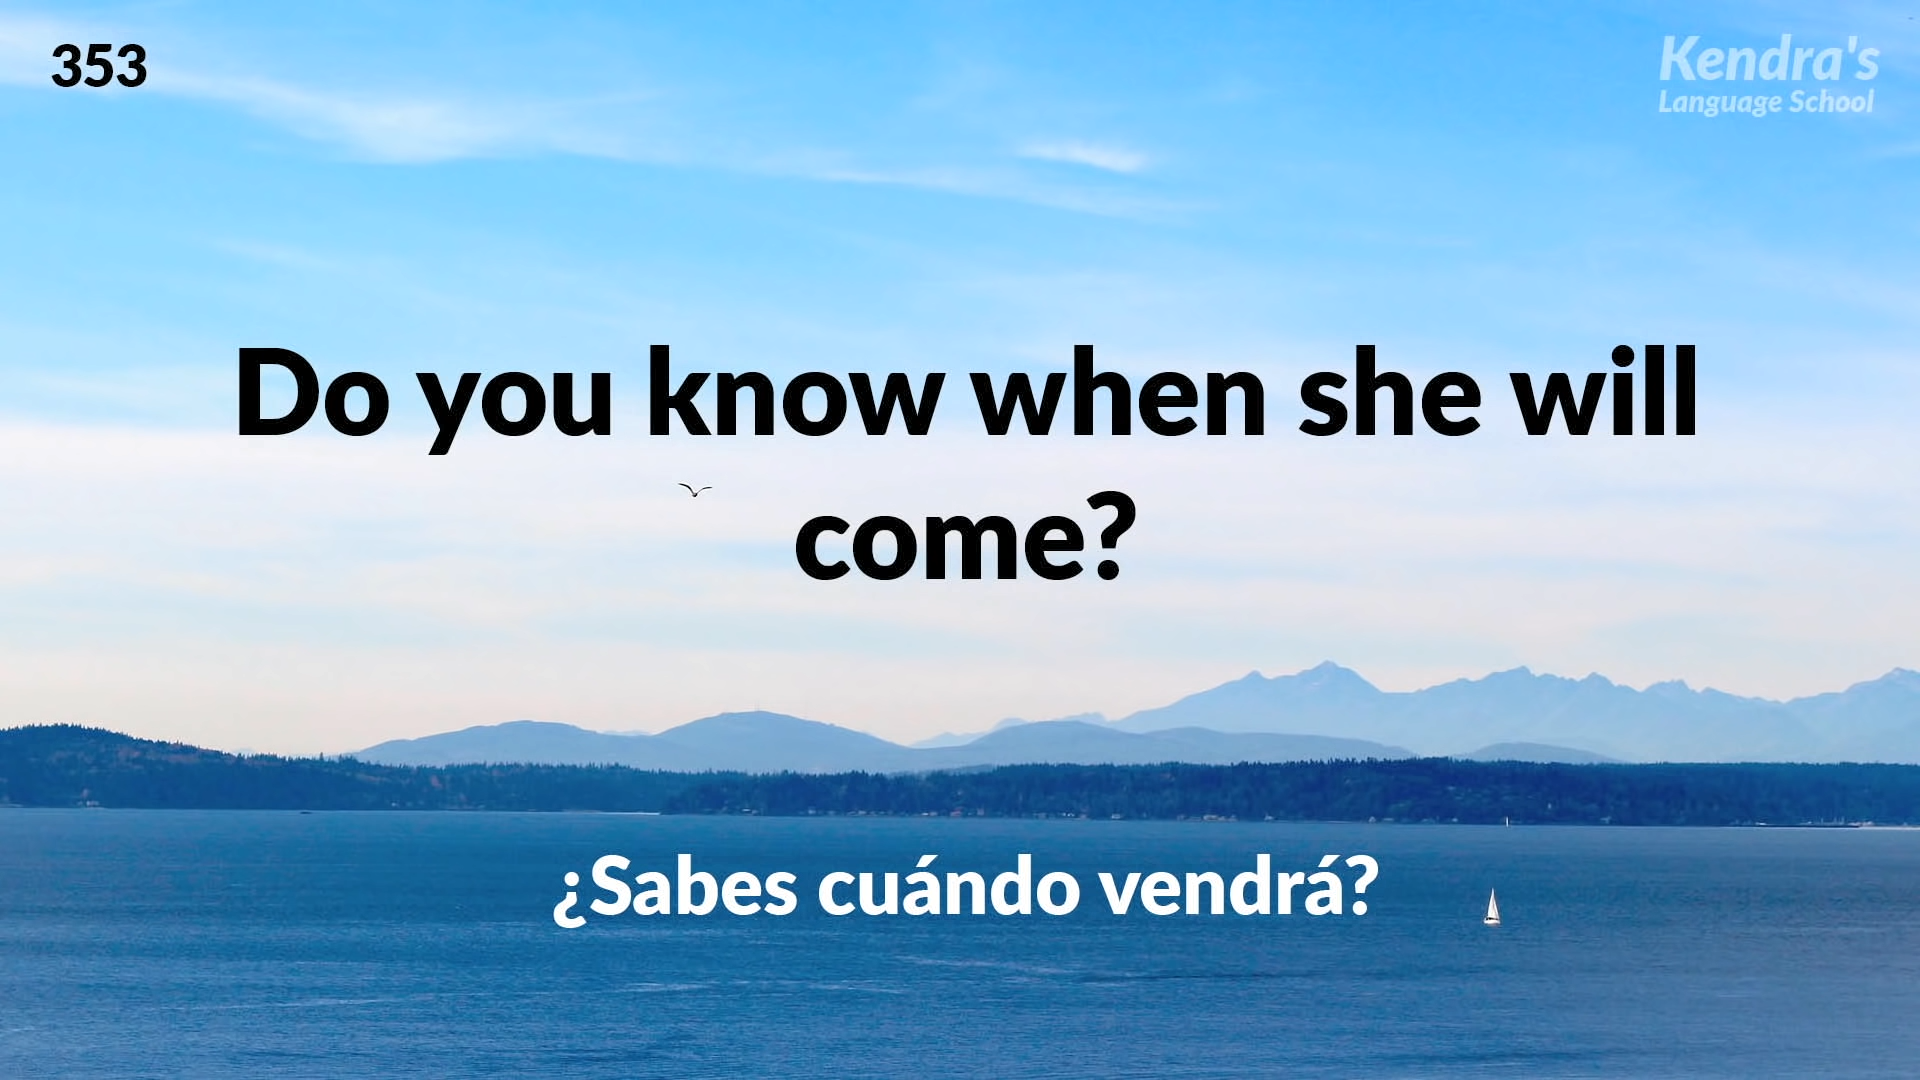 353
Kendra's
Language School
Do you know when she will
come?
¿Sabes cuándo vendrá?